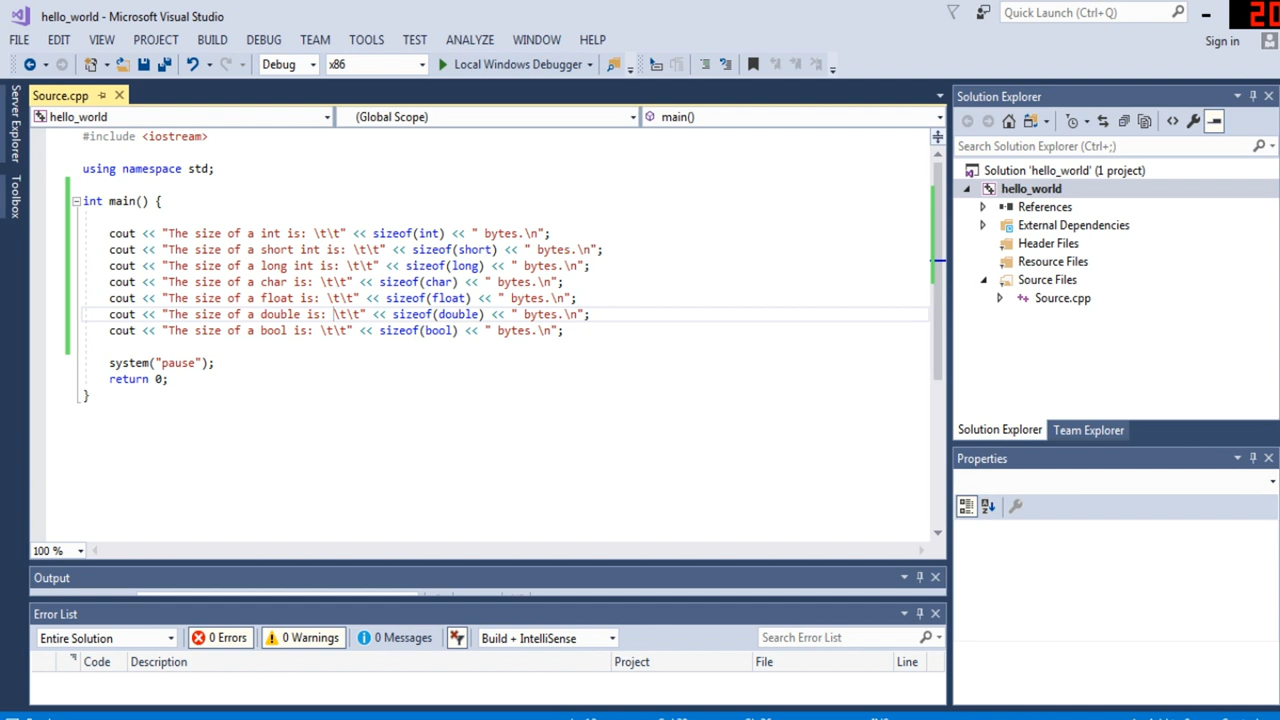 hello_world - Microsoft Visual Studio
Quick Launch (Ctrl+Q)
20
FILE EDIT VIEW PROJECT BUILD DEBUG TEAM TOOLS TEST ANALYZE WINDOW HELP
Sign in
Debug x86 Local Windows Debugger
Server Explorer
Toolbox
Source.cpp
hello_world (Global Scope) main()
#include <iostream>
using namespace std;
int main() {
cout << "The size of a int is: \t\t" << sizeof(int) << " bytes.\n";
cout << "The size of a short int is: \t\t" << sizeof(short) << " bytes.\n";
cout << "The size of a long int is: \t\t" << sizeof(long) << " bytes.\n";
cout << "The size of a char is: \t\t" << sizeof(char) << " bytes.\n";
cout << "The size of a float is: \t\t" << sizeof(float) << " bytes.\n";
cout << "The size of a double is: \t\t" << sizeof(double) << " bytes.\n";
cout << "The size of a bool is: \t\t" << sizeof(bool) << " bytes.\n";
system("pause");
return 0;
}
100 %
Solution Explorer
Search Solution Explorer (Ctrl+;)
Solution 'hello_world' (1 project)
hello_world
References
External Dependencies
Header Files
Resource Files
Source Files
Source.cpp
Solution Explorer Team Explorer
Properties
Output
Error List
Entire Solution 0 Errors 0 Warnings 0 Messages Build + IntelliSense Search Error List
Code Description Project File Line